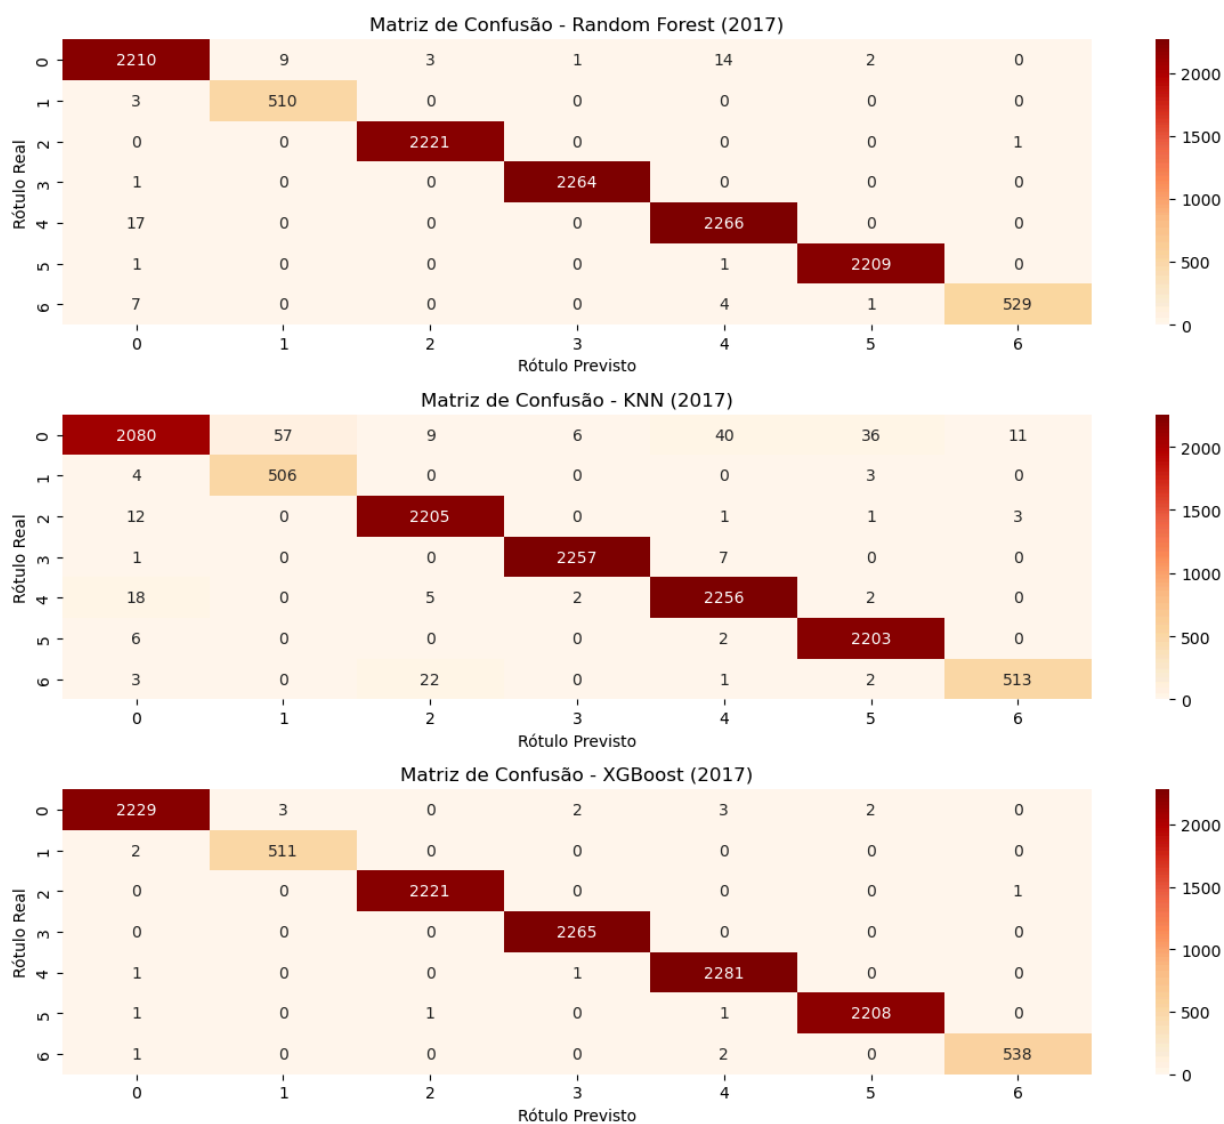 Matriz de Confusão - Random Forest (2017)
0 2210 9 3 1 14 2 0
1 3 510 0 0 0 0 0
2 0 0 2221 0 0 0 1
3 1 0 0 2264 0 0 0
4 17 0 0 0 2266 0 0
5 1 0 0 0 1 2209 0
6 7 0 0 0 4 1 529
0 1 2 3 4 5 6
Rótulo Real
Rótulo Previsto
2000
1500
1000
500
0
Matriz de Confusão - KNN (2017)
0 2080 57 9 6 40 36 11
1 4 506 0 0 0 3 0
2 12 0 2205 0 1 1 3
3 1 0 0 2257 7 0 0
4 18 0 5 2 2256 2 0
5 6 0 0 0 2 2203 0
6 3 0 22 0 1 2 513
0 1 2 3 4 5 6
Rótulo Real
Rótulo Previsto
2000
1500
1000
500
0
Matriz de Confusão - XGBoost (2017)
0 2229 3 0 2 3 2 0
1 2 511 0 0 0 0 0
2 0 0 2221 0 0 0 1
3 0 0 0 2265 0 0 0
4 1 0 0 1 2281 0 0
5 1 0 1 0 1 2208 0
6 1 0 0 0 2 0 538
0 1 2 3 4 5 6
Rótulo Real
Rótulo Previsto
2000
1500
1000
500
0